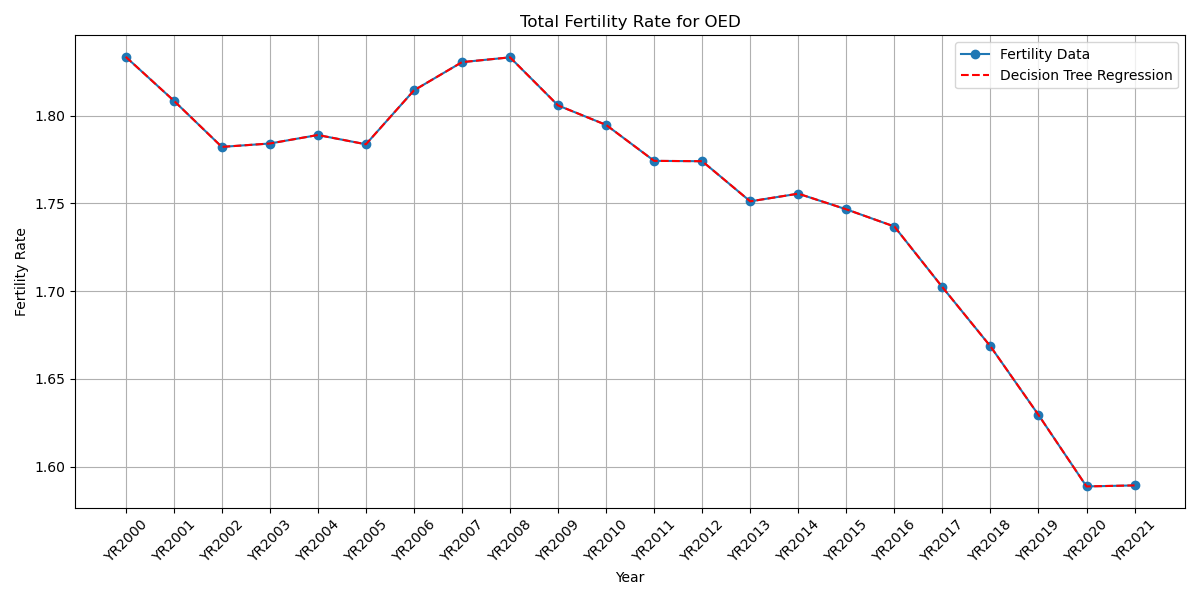 Total Fertility Rate for OED
Fertility Data
Decision Tree Regression
Fertility Rate
1.80
1.75
1.70
1.65
1.60
YR2000
YR2001
YR2002
YR2003
YR2004
YR2005
YR2006
YR2007
YR2008
YR2009
YR2010
YR2011
YR2012
YR2013
YR2014
YR2015
YR2016
YR2017
YR2018
YR2019
YR2020
YR2021
Year